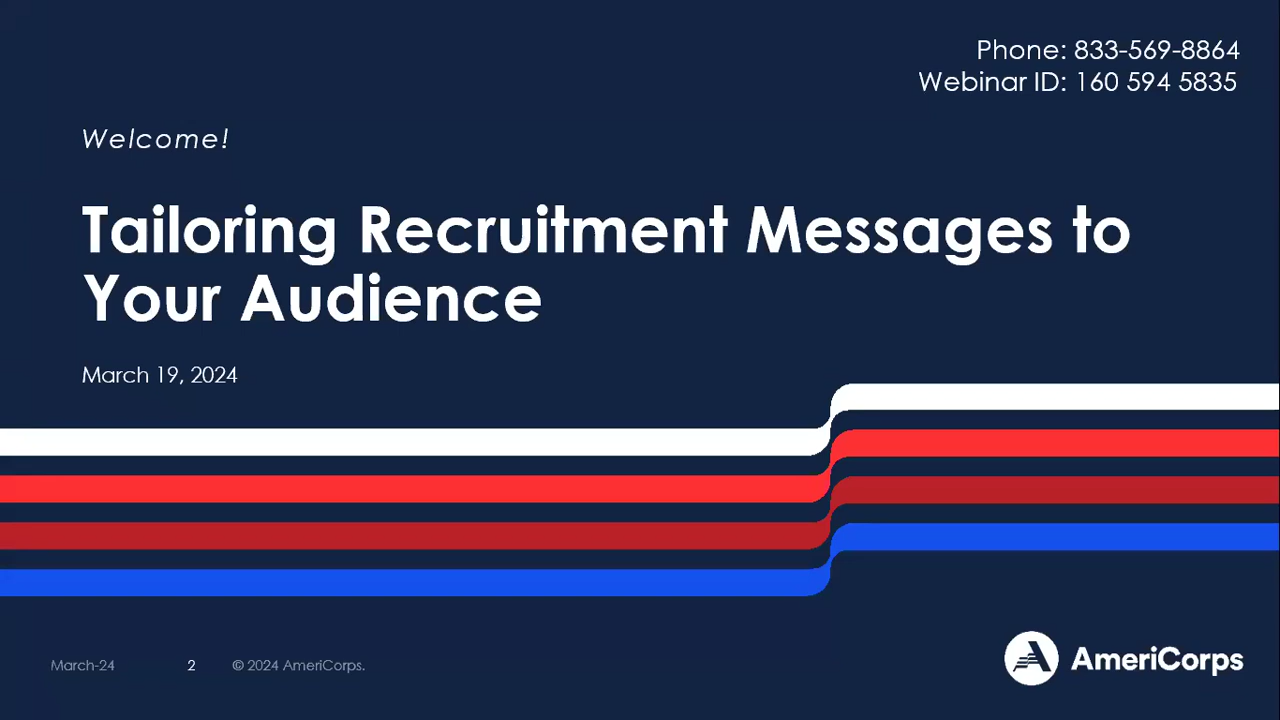 Phone: 833-569-8864
Webinar ID: 160 594 5835
Welcome!
Tailoring Recruitment Messages to
Your Audience
March 19, 2024
March-24 2 © 2024 AmeriCorps.
AmeriCorps